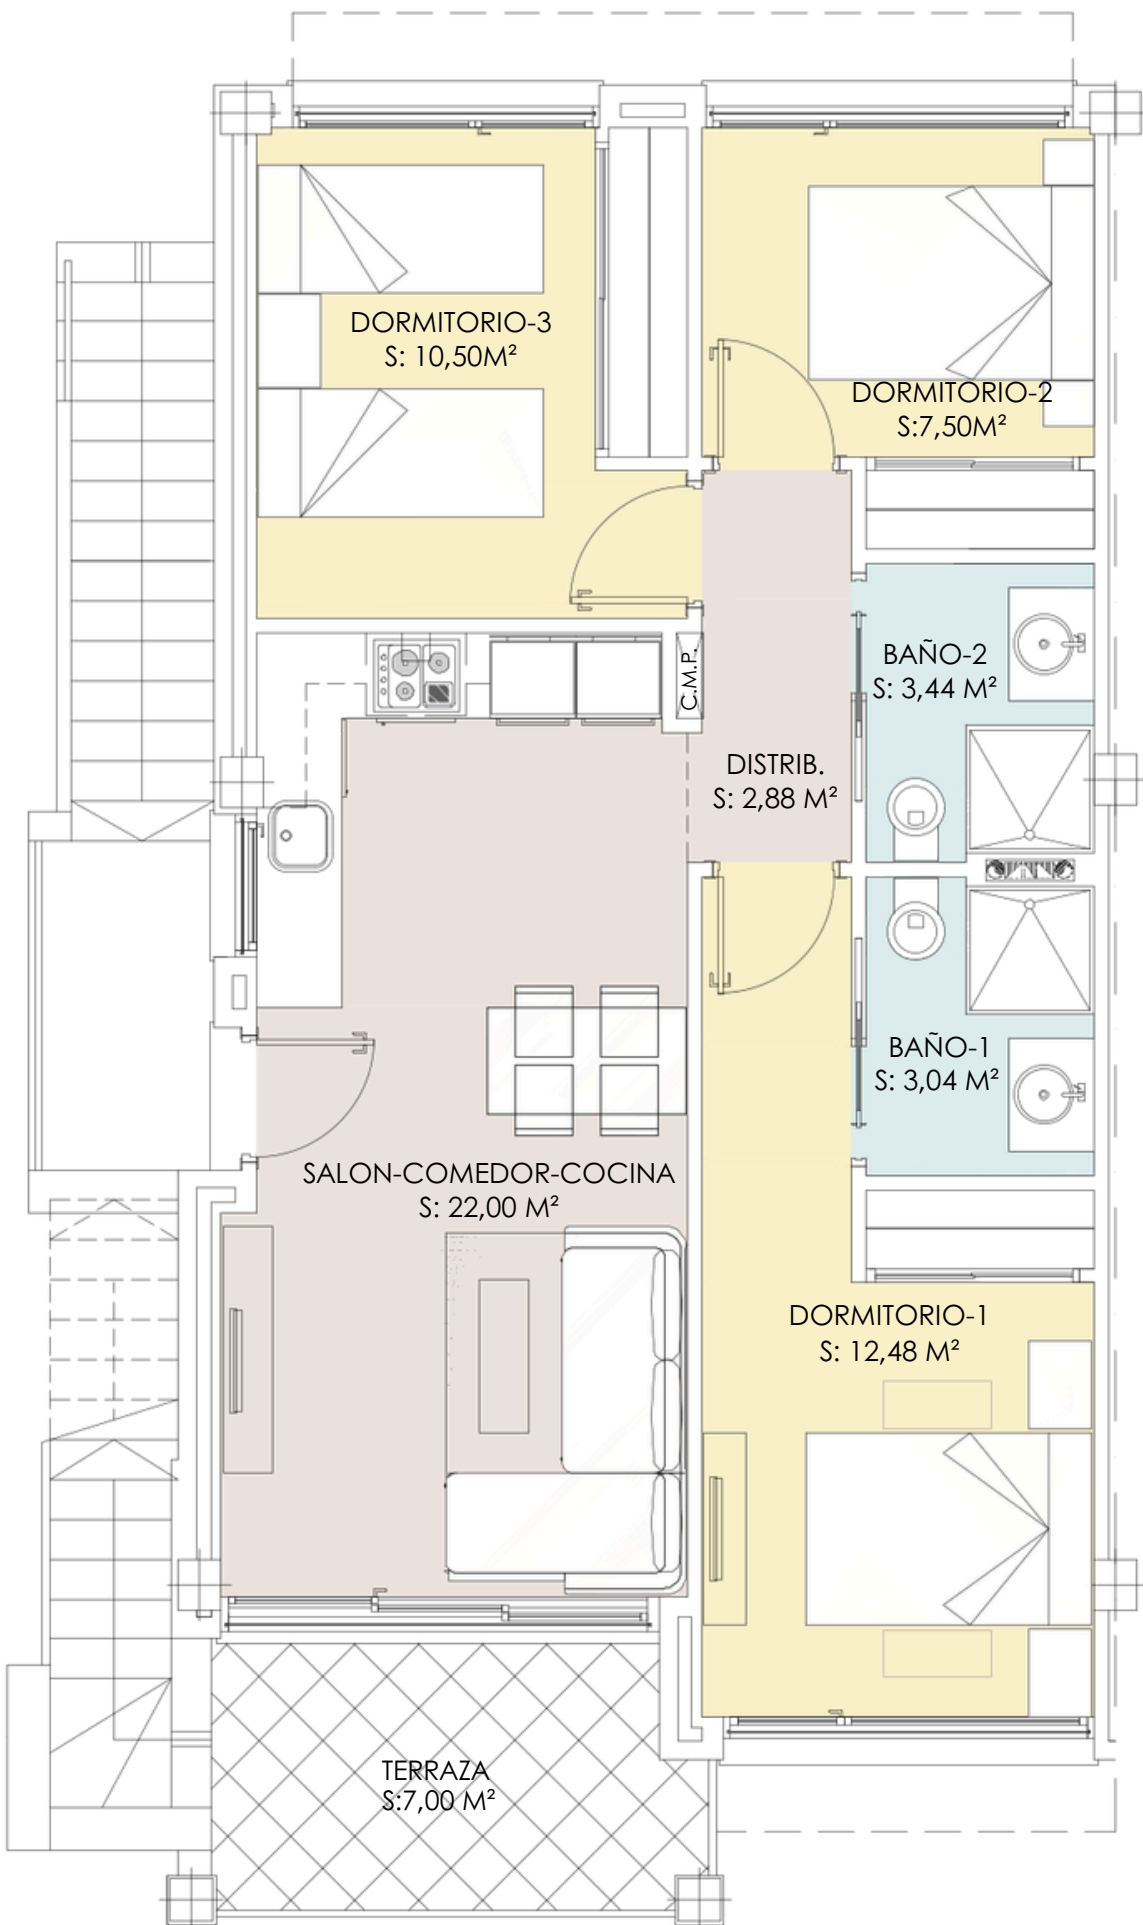 DORMITORIO-3
S: 10,50M²
DORMITORIO-2
S:7,50M²
BAÑO-2
S: 3,44 M²
C.M.P.
DISTRIB.
S: 2,88 M²
BAÑO-1
S: 3,04 M²
SALON-COMEDOR-COCINA
S: 22,00 M²
DORMITORIO-1
S: 12,48 M²
TERRAZA
S:7,00 M²